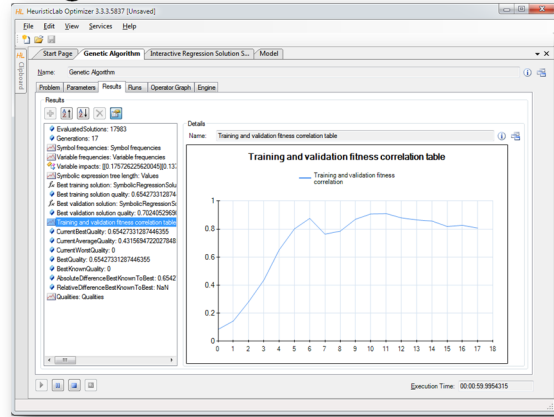 HeuristicLab Optimizer 3.3.3.5837 [Unsaved]
File Edit View Services Help
Start Page Genetic Algorithm Interactive Regression Solution S... Model
Clipboard
Name: Genetic Algorithm
Problem Parameters Results Runs Operator Graph Engine
Results
EvaluatedSolutions: 17983
Generations: 17
Symbol frequencies: Symbol frequencies
Variable frequencies: Variable frequencies
Variable impacts: [[0.175726225620045][0.137
Symbolic expression tree length: Values
Best training solution: SymbolicRegressionSolu
Best training solution quality: 0.654273312874
Best validation solution: SymbolicRegressionSo
Best validation solution quality: 0.7024052969
Training and validation fitness correlation table
CurrentBestQuality: 0.65427331287446355
CurrentAverageQuality: 0.4315694722027848
CurrentWorstQuality: 0
BestQuality: 0.65427331287446355
BestKnownQuality: 0
AbsoluteDifferenceBestKnownToBest: 0.6542
RelativeDifferenceBestKnownToBest: NaN
Qualities: Qualities
Details
Name: Training and validation fitness correlation table
Training and validation fitness correlation table
Training and validation fitness
correlation
1
0.8
0.6
0.4
0.2
0
0 1 2 3 4 5 6 7 8 9 10 11 12 13 14 15 16 17 18
Execution Time: 00:00:59.9954315